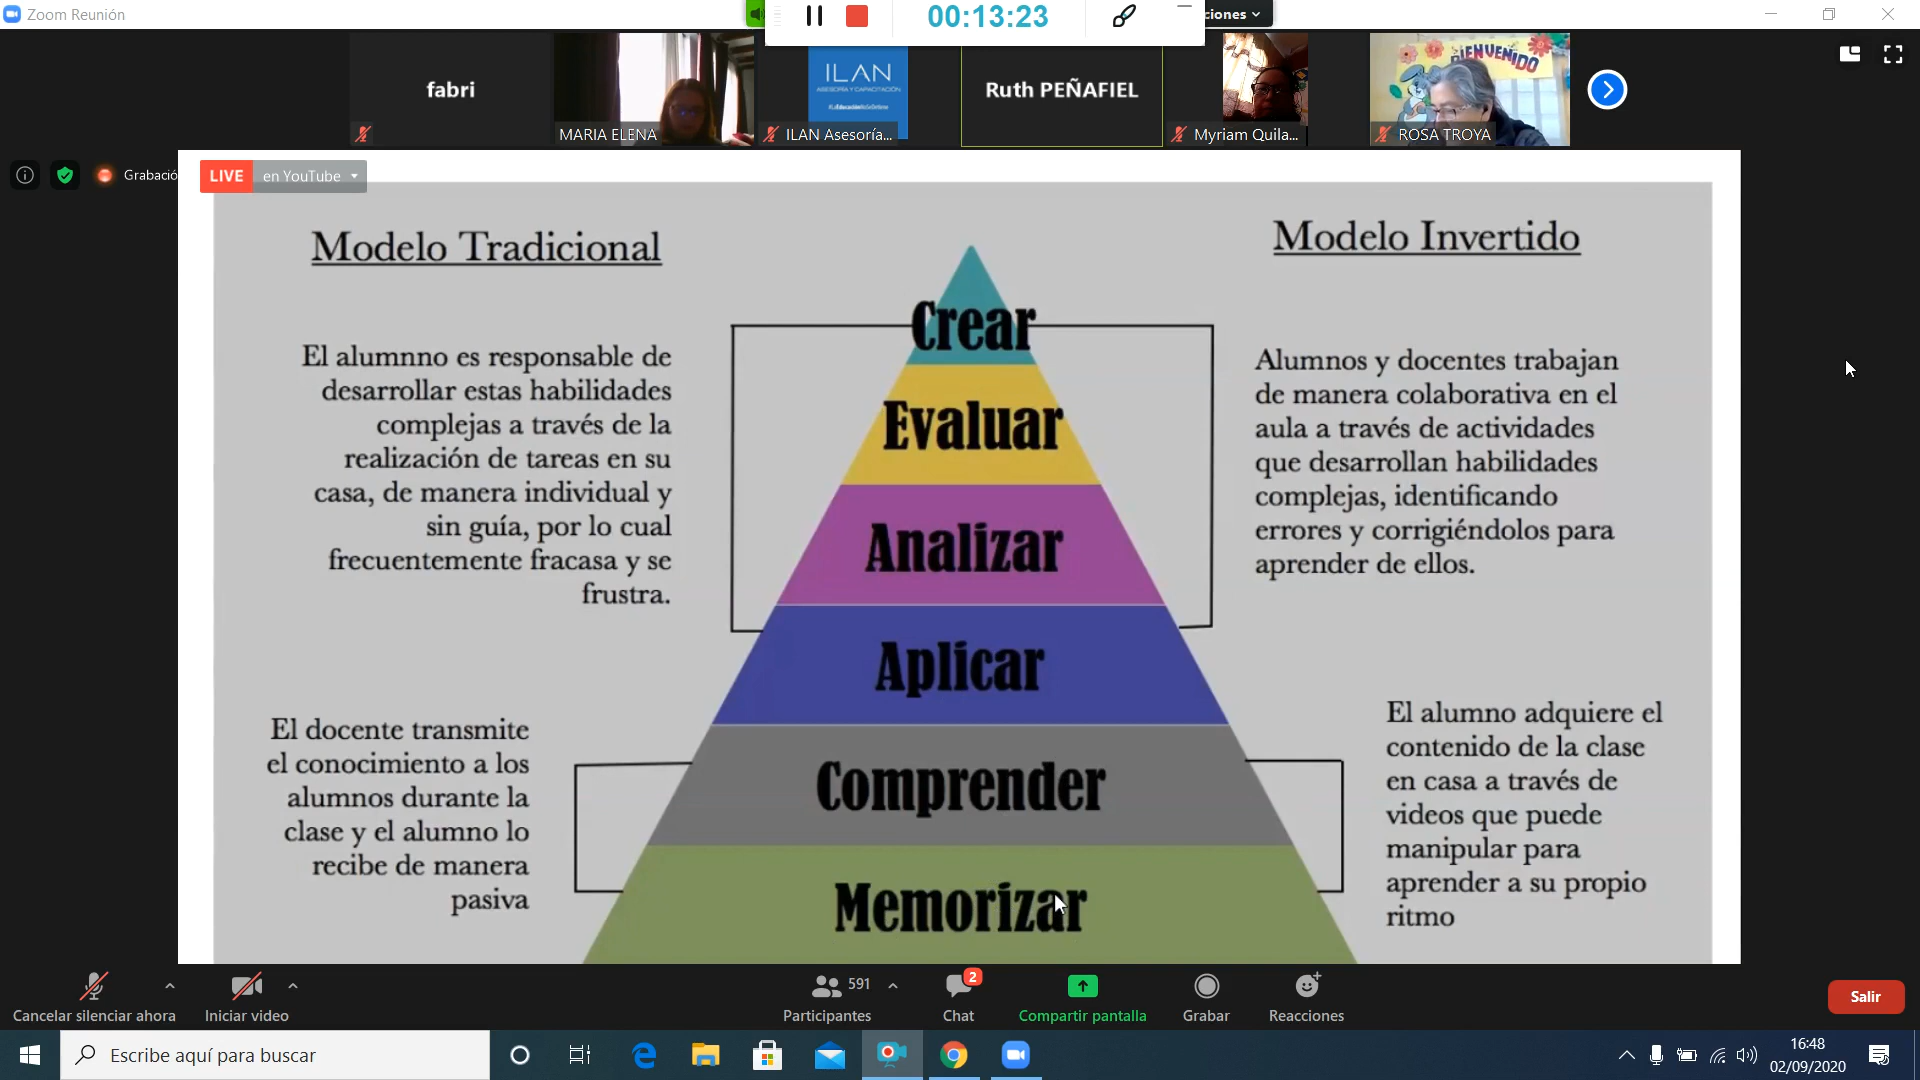 Zoom Reunión
00:13:23
ciones
fabri
MARIA ELENA
ILAN
ASESORÍA Y CAPACITACIÓN
ILAN Asesoría...
Ruth PEÑAFIEL
Myriam Quila...
BIENVENIDO
ROSA TROYA
Grabació
LIVE en YouTube
Modelo Tradicional
Modelo Invertido
El alumnno es responsable de
desarrollar estas habilidades
complejas a través de la
realización de tareas en su
casa, de manera individual y
sin guía, por lo cual
frecuentemente fracasa y se
frustra.
Crear
Evaluar
Analizar
Aplicar
Comprender
Memorizar
Alumnos y docentes trabajan
de manera colaborativa en el
aula a través de actividades
que desarrollan habilidades
complejas, identificando
errores y corrigiéndolos para
aprender de ellos.
El docente transmite
el conocimiento a los
alumnos durante la
clase y el alumno lo
recibe de manera
pasiva
El alumno adquiere el
contenido de la clase
en casa a través de
videos que puede
manipular para
aprender a su propio
ritmo
Cancelar silenciar ahora
Iniciar video
591
Participantes
2
Chat
Compartir pantalla
Grabar
Reacciones
Salir
Escribe aquí para buscar
16:48
02/09/2020